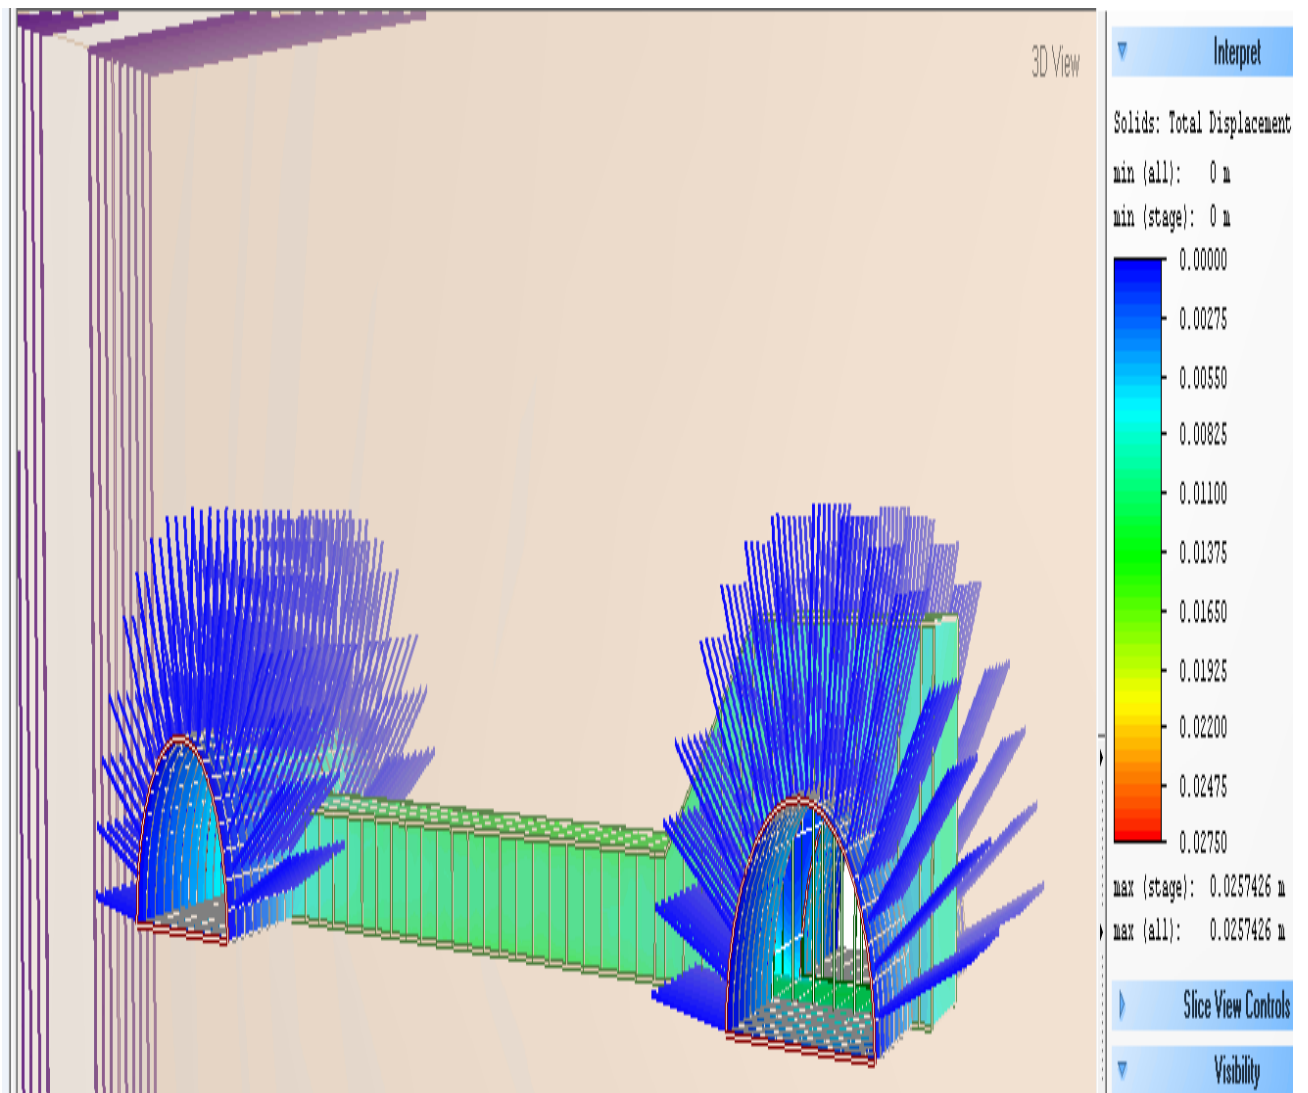 3D View
Interpret
Solids: Total Displacement
min (all): 0 m
min (stage): 0 m
0.00000
0.00275
0.00550
0.00825
0.01100
0.01375
0.01650
0.01925
0.02200
0.02475
0.02750
max (stage): 0.0257426 m
max (all): 0.0257426 m
Slice View Controls
Visibility